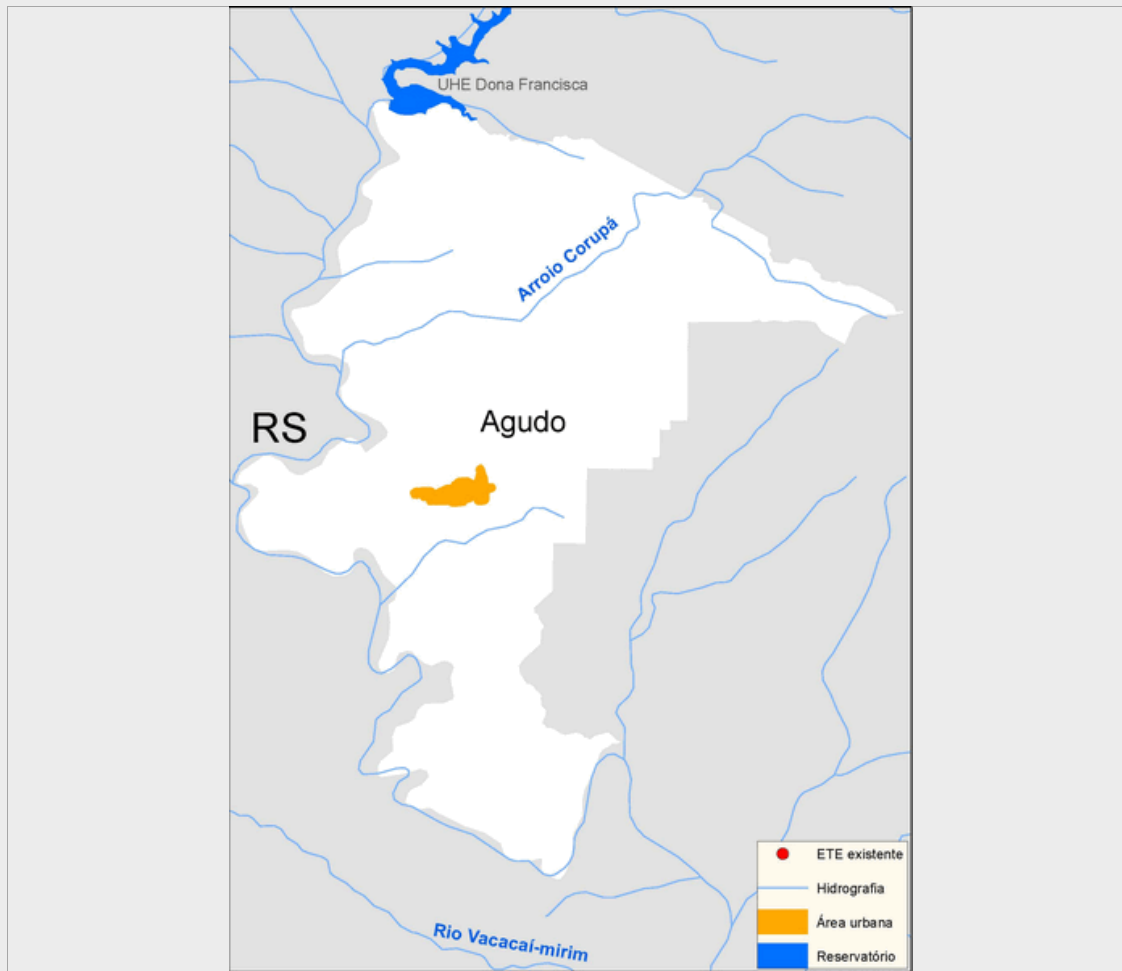 UHE Dona Francisca
Arroio Corupá
RS
Agudo
Rio Vacacaí-mirim
ETE existente
Hidrografia
Área urbana
Reservatório